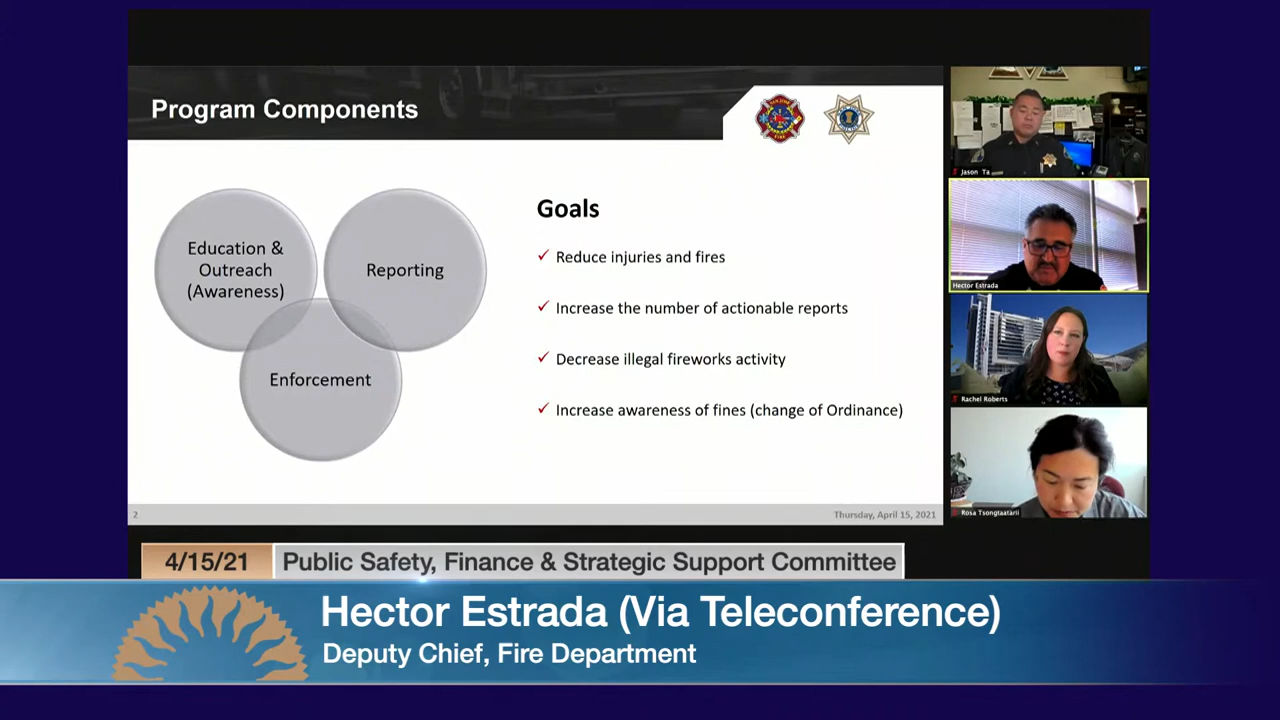 Program Components
Education &
Outreach
(Awareness)
Reporting
Enforcement
Goals
✓ Reduce injuries and fires
✓ Increase the number of actionable reports
✓ Decrease illegal fireworks activity
✓ Increase awareness of fines (change of Ordinance)
2
Thursday, April 15, 2021
Jason Ta
Hector Estrada
Rachel Roberts
Rosa Tsongtaatarii
4/15/21
Public Safety, Finance & Strategic Support Committee
Hector Estrada (Via Teleconference)
Deputy Chief, Fire Department